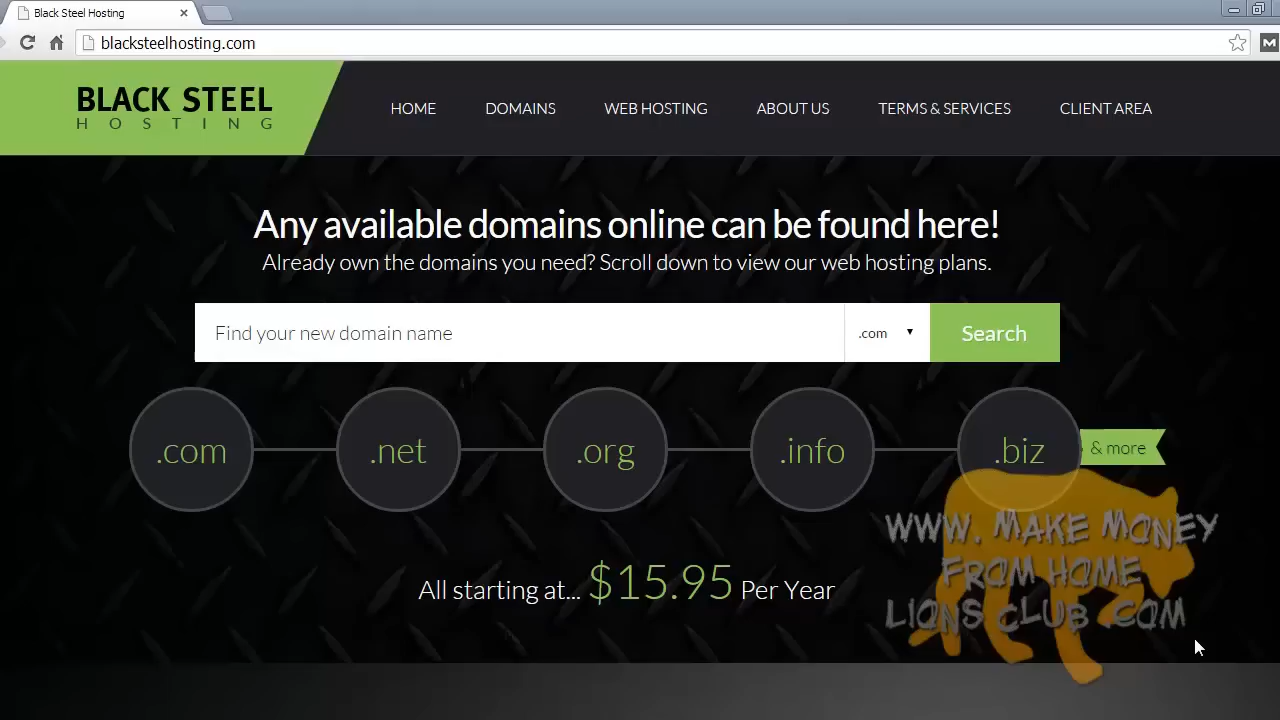 Black Steel Hosting
blacksteelhosting.com
BLACK STEEL
HOSTING
HOME
DOMAINS
WEB HOSTING
ABOUT US
TERMS & SERVICES
CLIENT AREA
Any available domains online can be found here!
Already own the domains you need? Scroll down to view our web hosting plans.
Find your new domain name
.com
Search
.com
.net
.org
.info
.biz
& more
All starting at... $15.95 Per Year
WWW. MAKE MONEY
FROM HOME
LIONS CLUB .COM